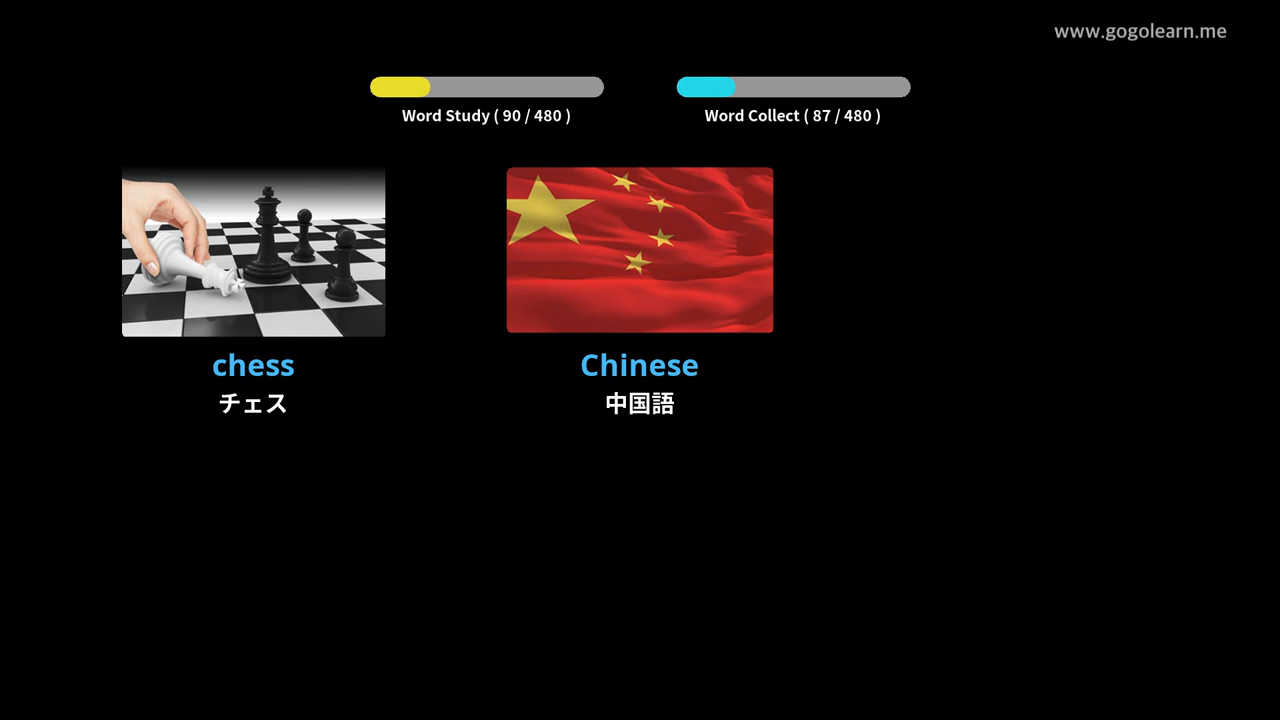 www.gogolearn.me
Word Study ( 90 / 480 )
Word Collect ( 87 / 480 )
chess
チェス
Chinese
中国語